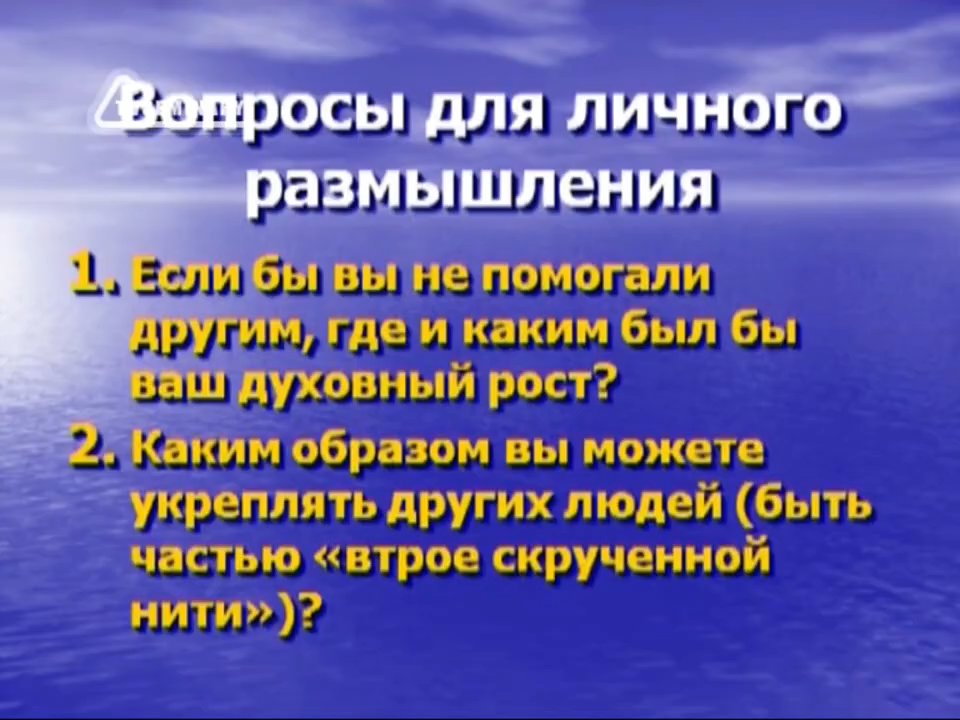 Вопросы для личного
размышления
1. Если бы вы не помогали
другим, где и каким был бы
ваш духовный рост?
2. Каким образом вы можете
укреплять других людей (быть
частью «втрое скрученной
нити»)?